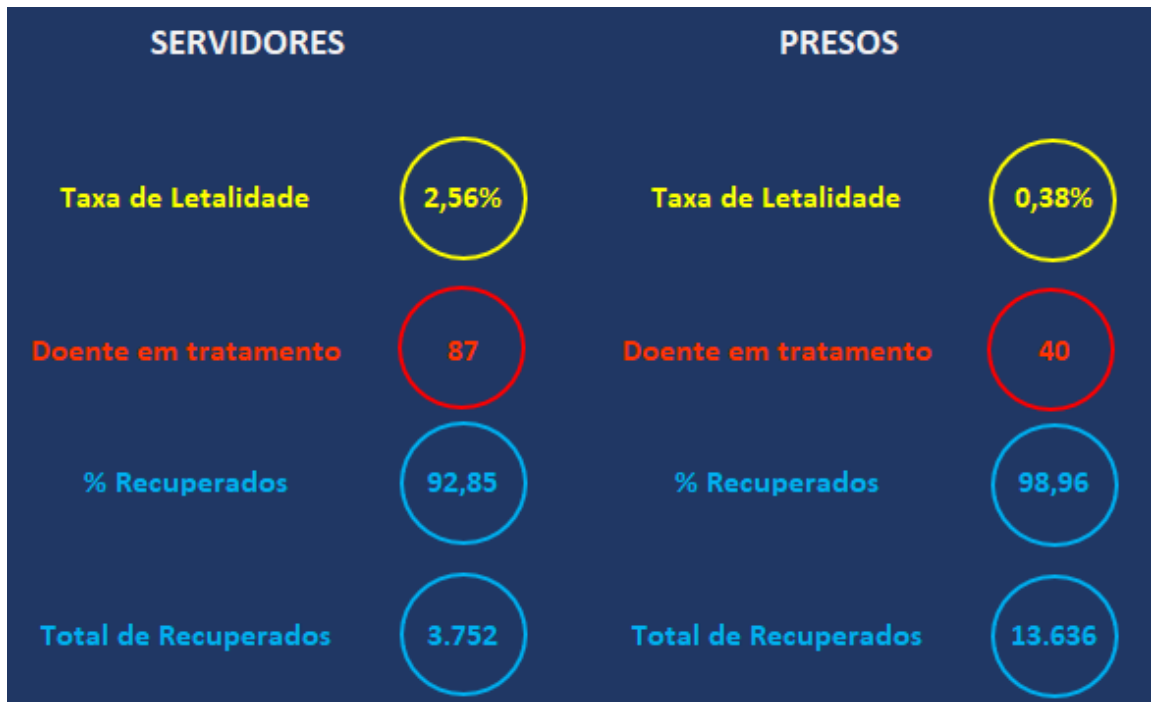 SERVIDORES
PRESOS
Taxa de Letalidade 2,56%
Taxa de Letalidade 0,38%
Doente em tratamento 87
Doente em tratamento 40
% Recuperados 92,85
% Recuperados 98,96
Total de Recuperados 3.752
Total de Recuperados 13.636